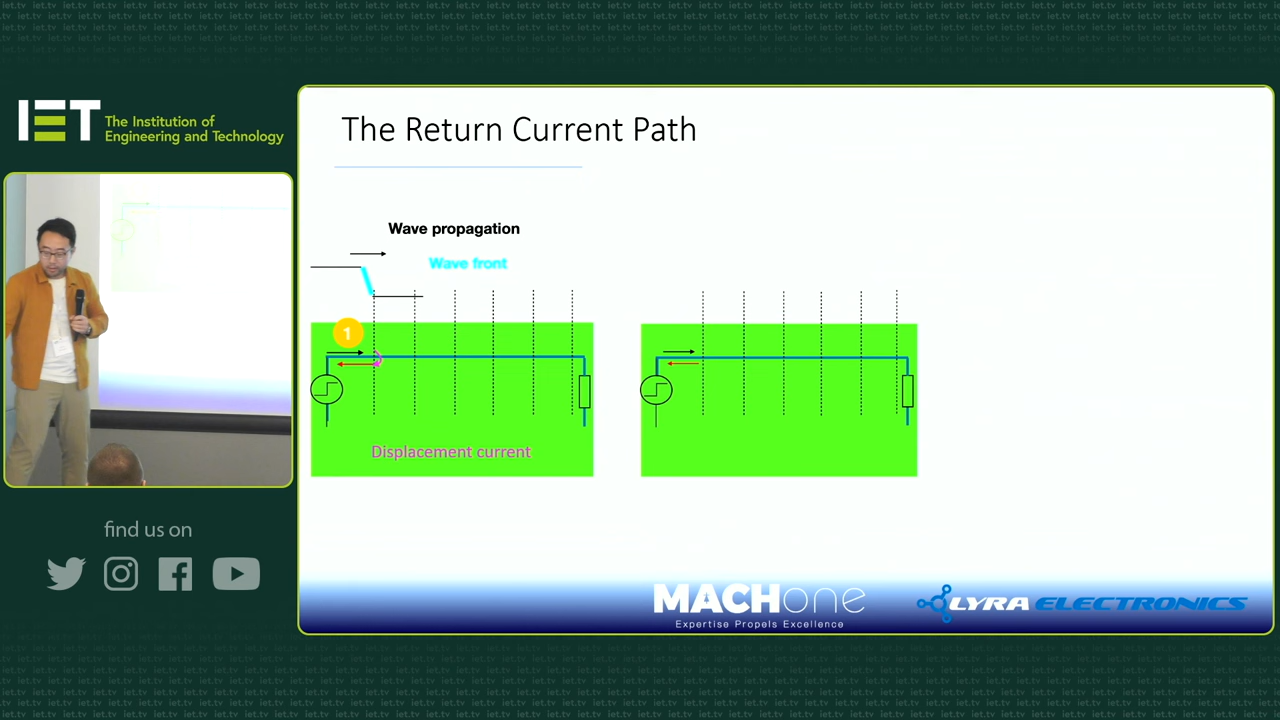 IET
The Institution of
Engineering and Technology
The Return Current Path
Wave propagation
Wave front
1
Displacement current
find us on
MACHone
Expertise Propels Excellence
LYRA ELECTRONICS